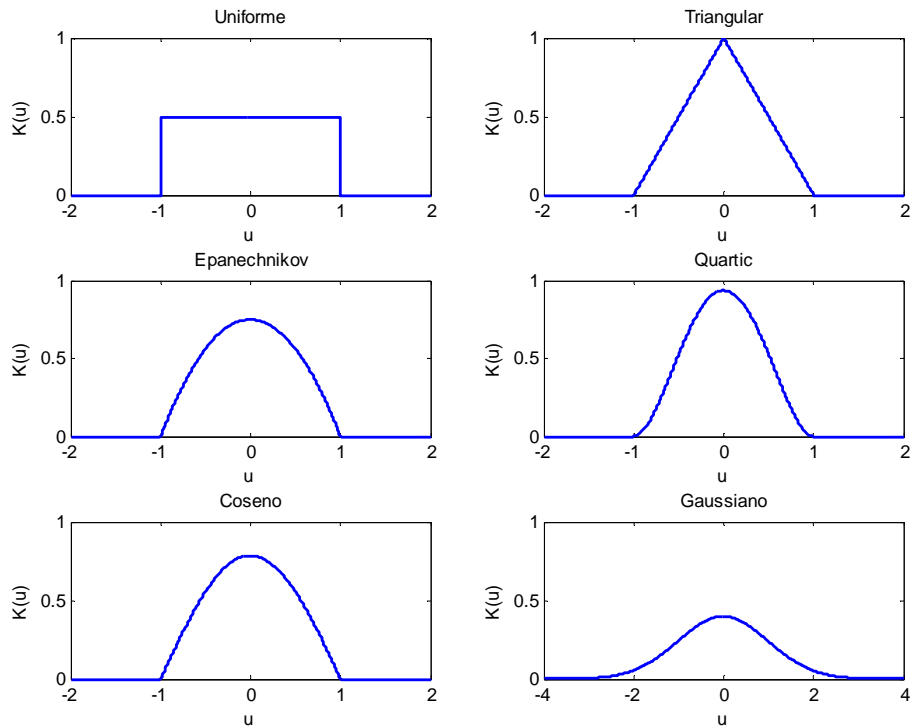 Uniforme
1
0.5
0
K(u)
-2 -1 0 1 2
u
Triangular
1
0.5
0
K(u)
-2 -1 0 1 2
u
Epanechnikov
1
0.5
0
K(u)
-2 -1 0 1 2
u
Quartic
1
0.5
0
K(u)
-2 -1 0 1 2
u
Coseno
1
0.5
0
K(u)
-2 -1 0 1 2
u
Gaussiano
1
0.5
0
K(u)
-4 -2 0 2 4
u